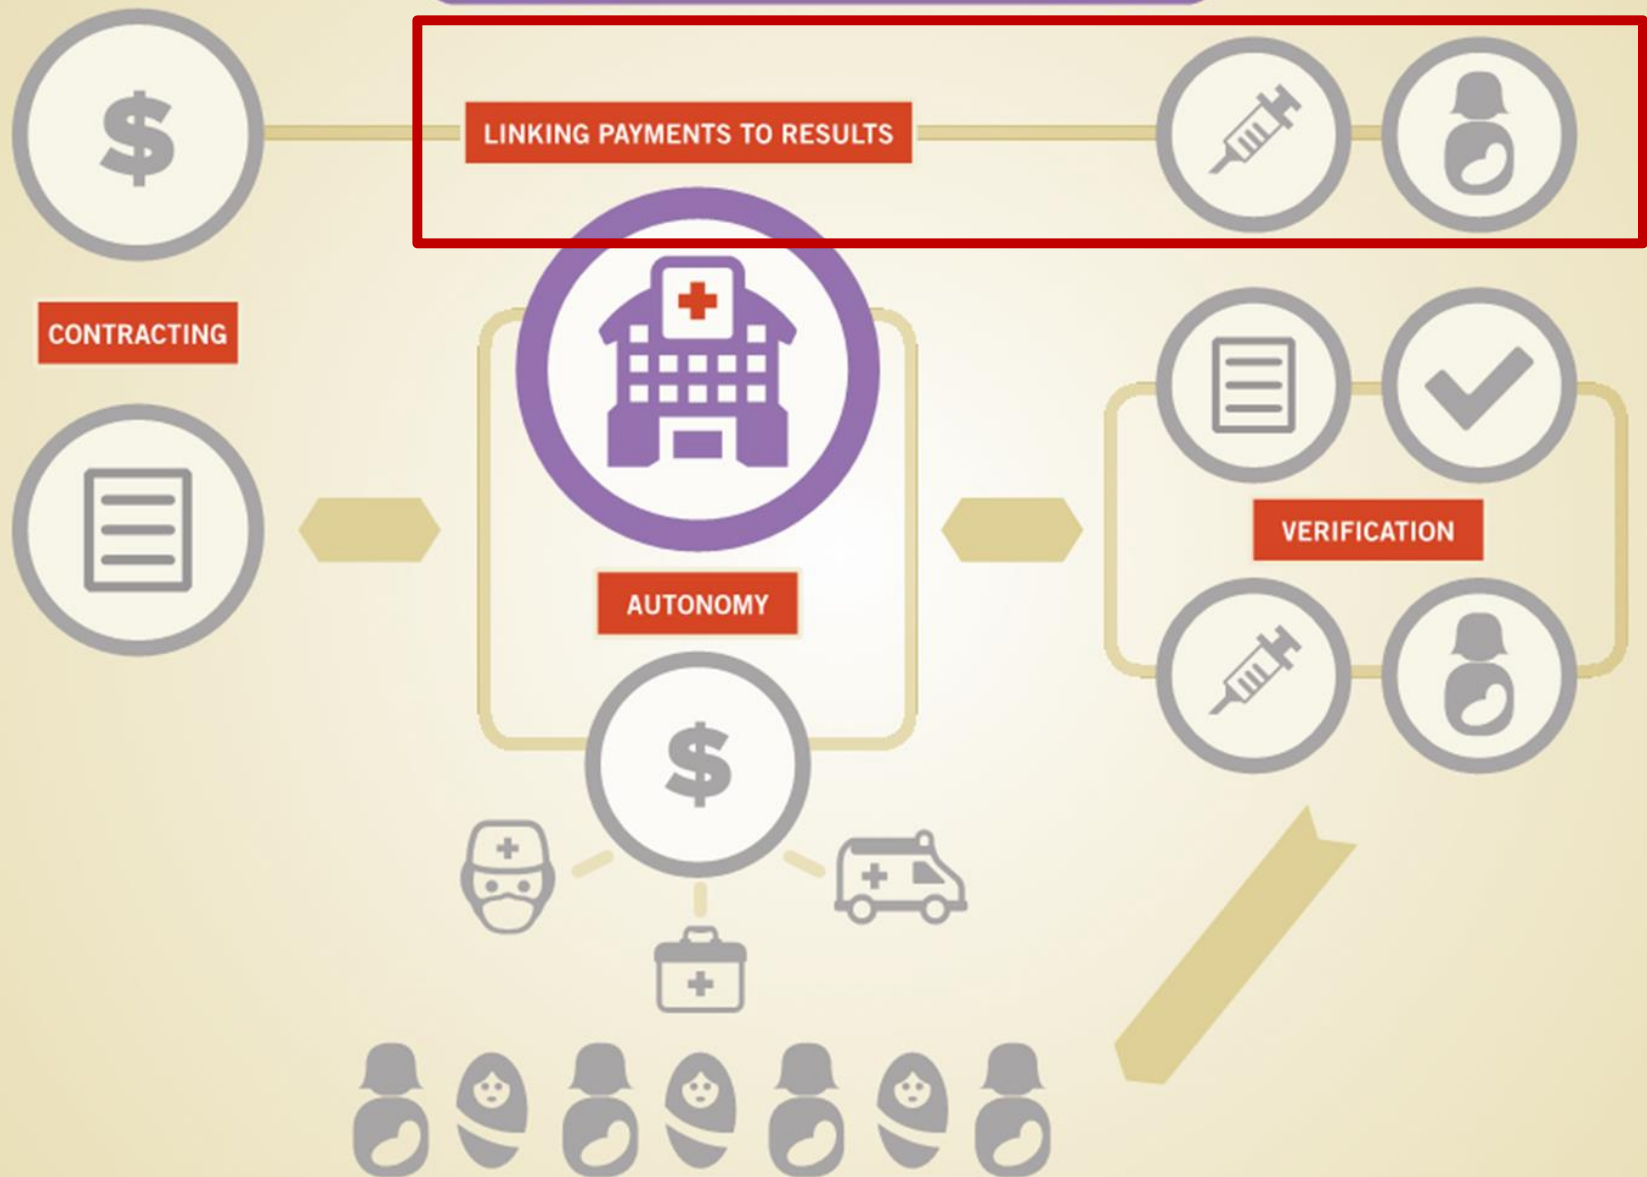 LINKING PAYMENTS TO RESULTS
CONTRACTING
VERIFICATION
AUTONOMY
$
$